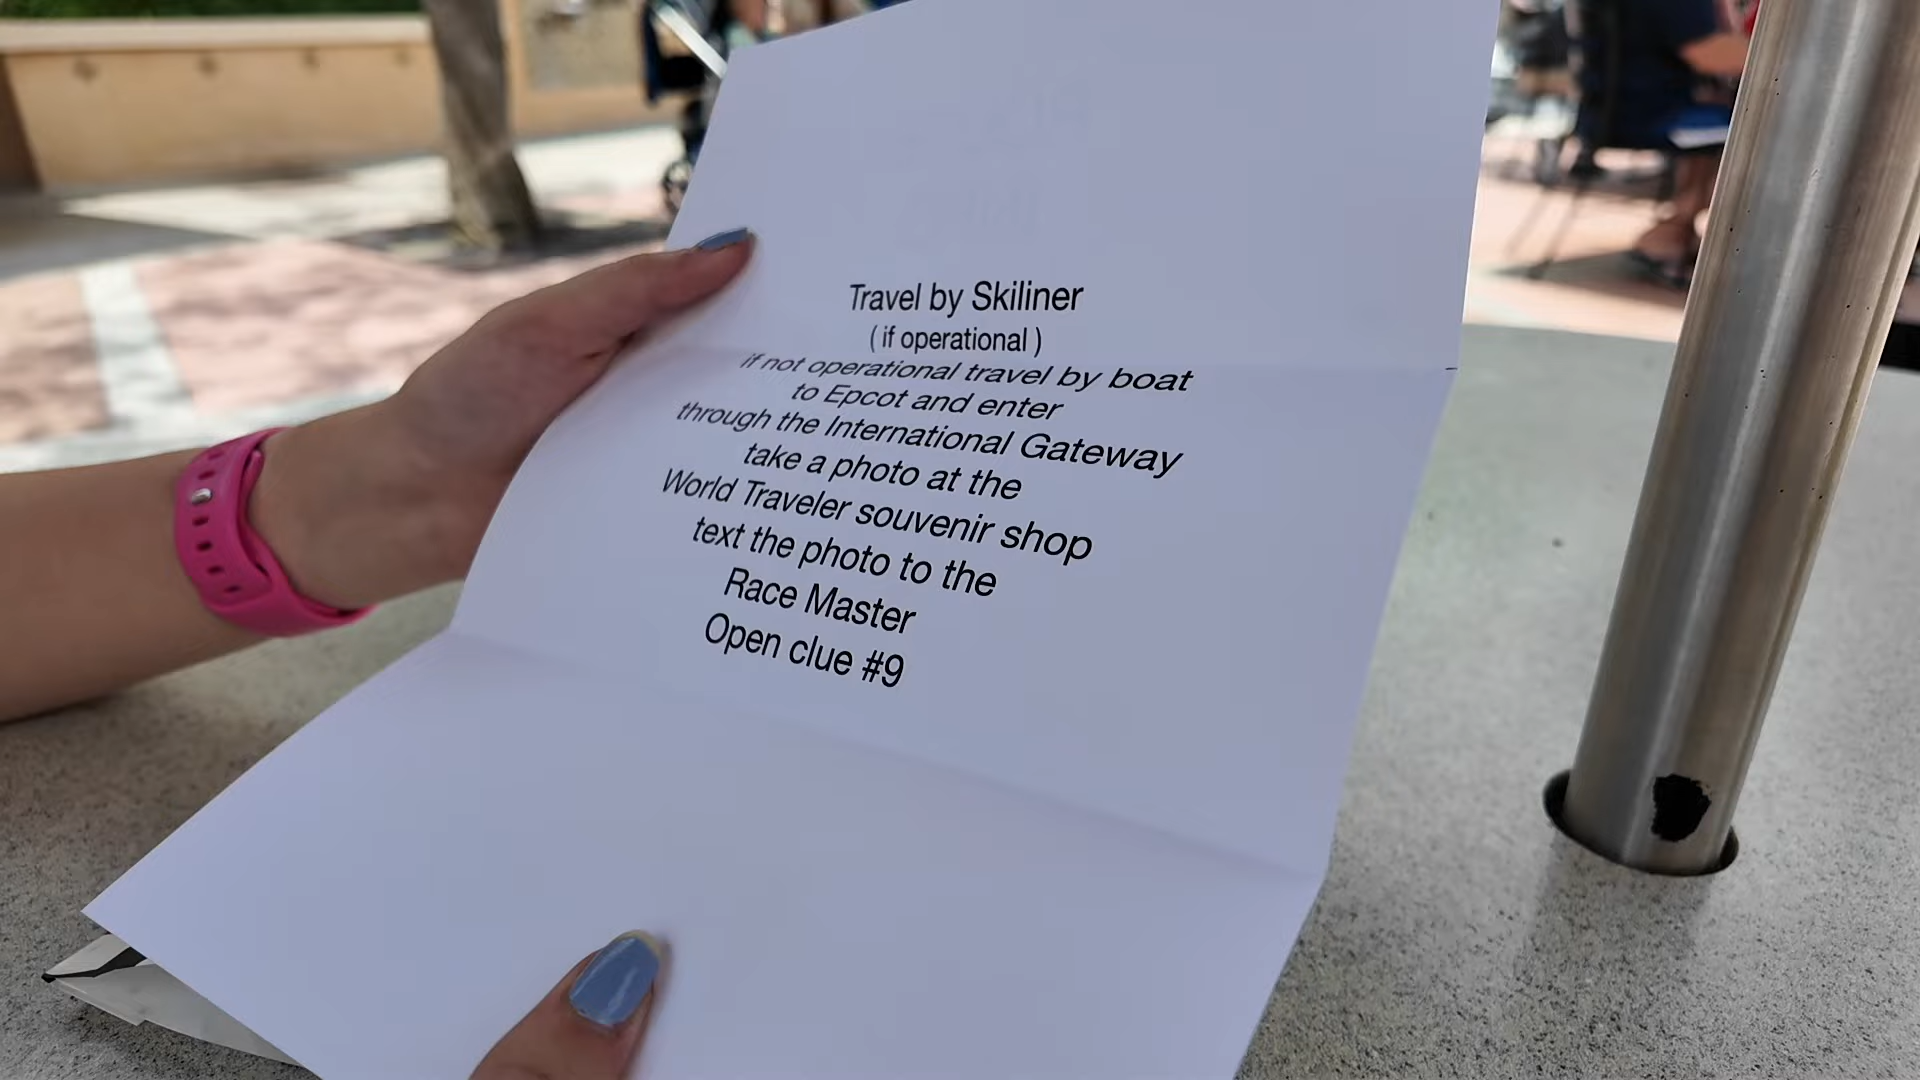 Travel by Skiliner
( if operational )
if not operational travel by boat
to Epcot and enter
through the International Gateway
take a photo at the
World Traveler souvenir shop
text the photo to the
Race Master
Open clue #9